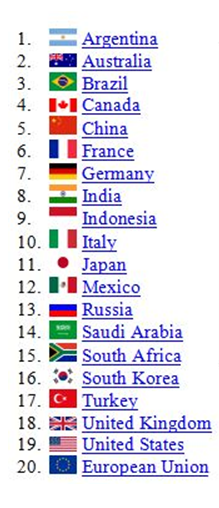 1. Argentina
2. Australia
3. Brazil
4. Canada
5. China
6. France
7. Germany
8. India
9. Indonesia
10. Italy
11. Japan
12. Mexico
13. Russia
14. Saudi Arabia
15. South Africa
16. South Korea
17. Turkey
18. United Kingdom
19. United States
20. European Union